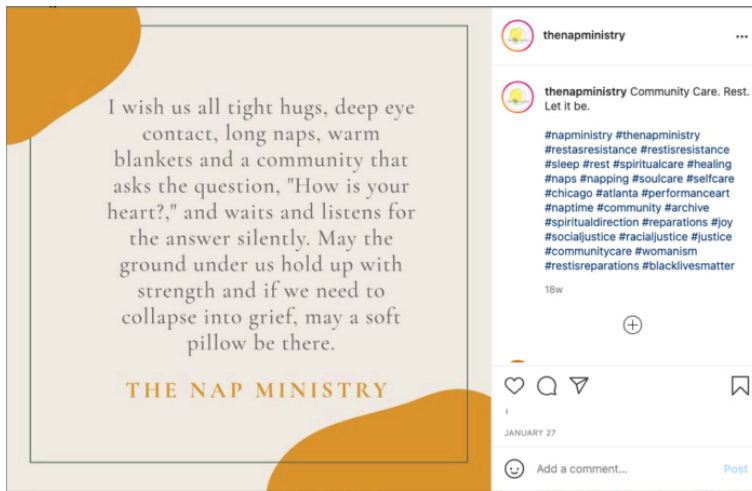 I wish us all tight hugs, deep eye
contact, long naps, warm
blankets and a community that
asks the question, "How is your
heart?," and waits and listens for
the answer silently. May the
ground under us hold up with
strength and if we need to
collapse into grief, may a soft
pillow be there.
THE NAP MINISTRY
thenapministry
thenapministry Community Care. Rest.
Let it be.
#napministry #thenapministry
#restasresistance #restisresistance
#sleep #rest #spiritualcare #healing
#naps #napping #soulcare #selfcare
#chicago #atlanta #performanceart
#naptime #community #archive
#spiritualdirection #reparations #joy
#socialjustice #racialjustice #justice
#communitycare #womanism
#restisreparations #blacklivesmatter
18w
JANUARY 27
Add a comment...
Post